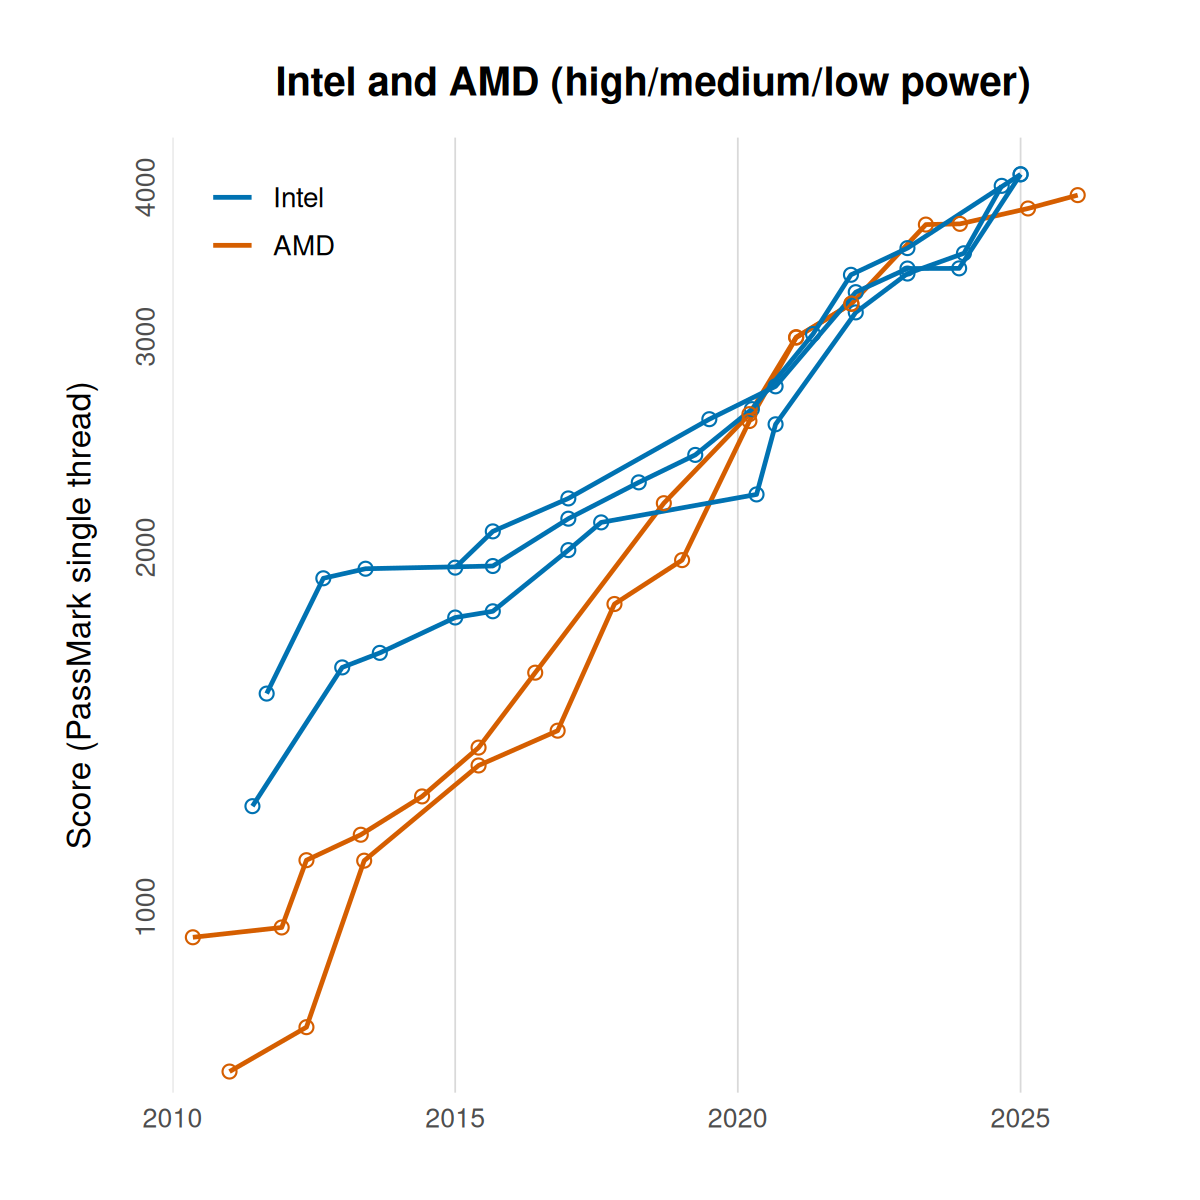 Intel and AMD (high/medium/low power)
Intel
AMD
Score (PassMark single thread)
4000
3000
2000
1000
2010
2015
2020
2025